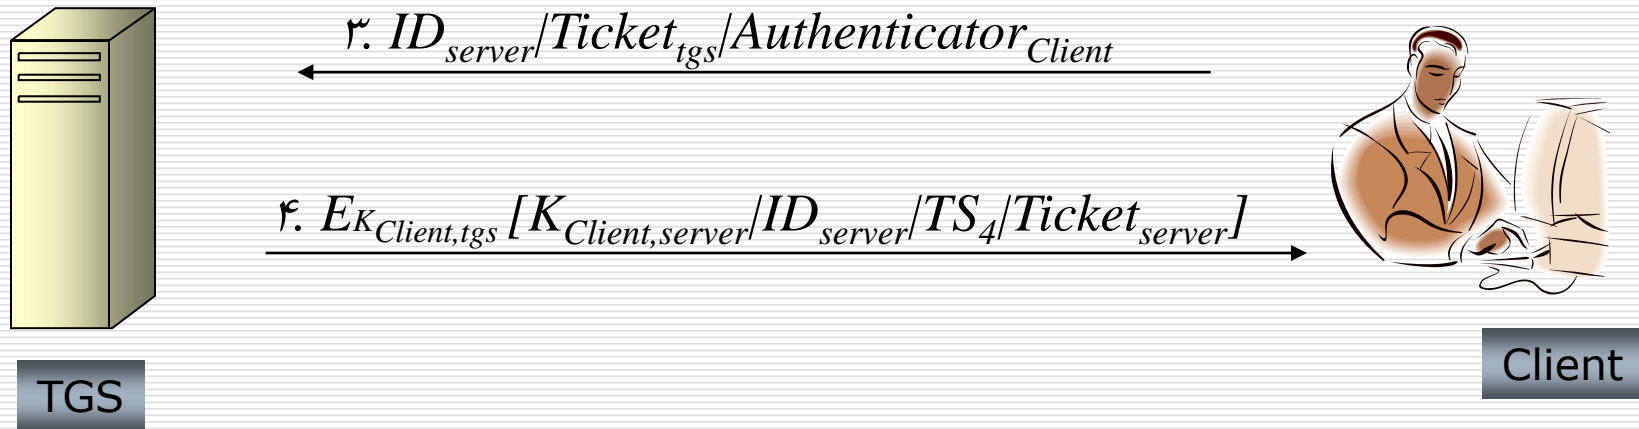 ۳. ID_server/Ticket_tgs/Authenticator_Client
۴. E_K_Client,tgs [K_Client,server/ID_server/TS_4/Ticket_server]
Client
TGS